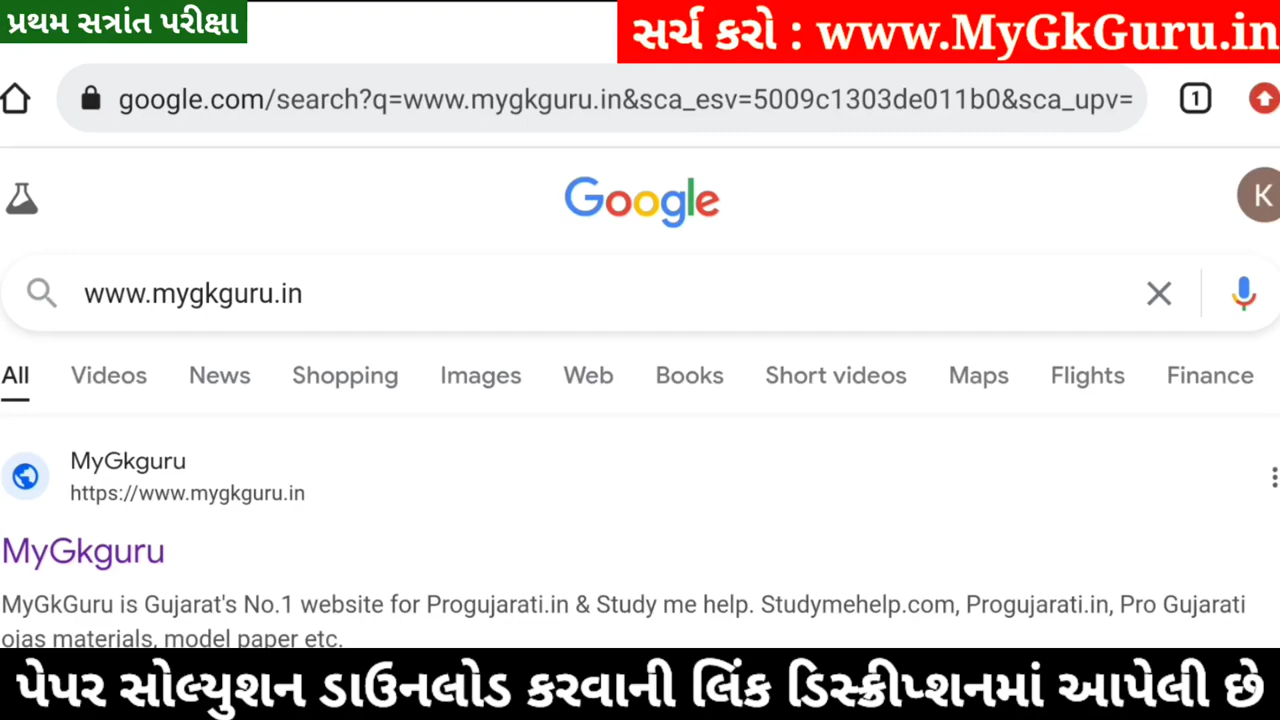 પ્રથમ સત્રાંત પરીક્ષા
સર્ચ કરો : www.MyGkGuru.in
google.com/search?q=www.mygkguru.in&sca_esv=5009c1303de011b0&sca_upv=
1
Google
K
www.mygkguru.in
All Videos News Shopping Images Web Books Short videos Maps Flights Finance
MyGkguru
https://www.mygkguru.in
MyGkguru
MyGkGuru is Gujarat's No.1 website for Progujarati.in & Study me help. Studymehelp.com, Progujarati.in, Pro Gujarati
ojas materials, model paper etc.
પેપર સોલ્યુશન ડાઉનલોડ કરવાની લિંક ડિસ્ક્રીપ્શનમાં આપેલી છે